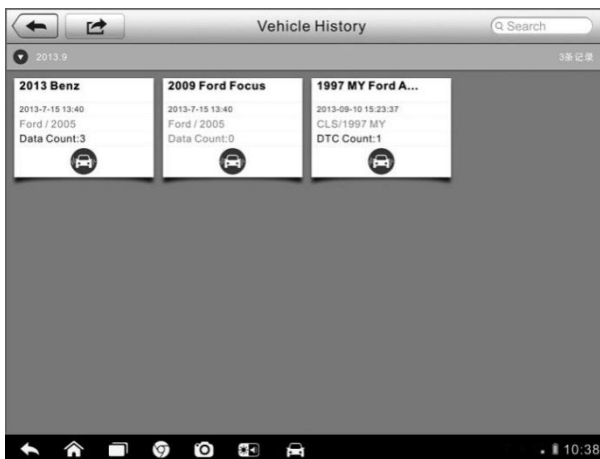 Vehicle History
Search
2013.9
3条记录
2013 Benz
2013-7-15 13:40
Ford / 2005
Data Count:3
2009 Ford Focus
2013-7-15 13:40
Ford / 2005
Data Count:0
1997 MY Ford A...
2013-09-10 15:23:37
CLS/1997 MY
DTC Count:1
10:38